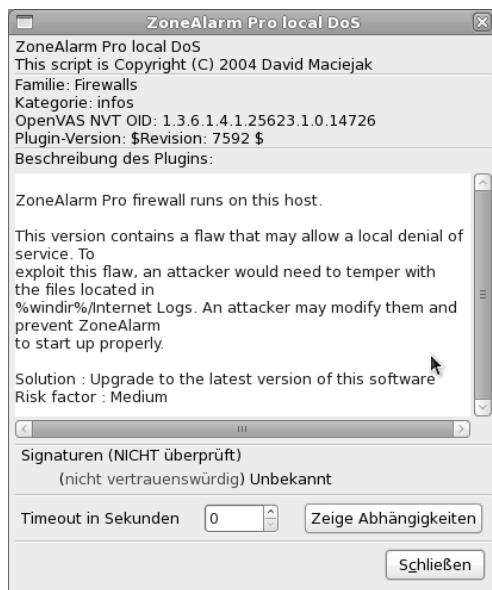 ZoneAlarm Pro local DoS
ZoneAlarm Pro local DoS
This script is Copyright (C) 2004 David Maciejak
Familie: Firewalls
Kategorie: infos
OpenVAS NVT OID: 1.3.6.1.4.1.25623.1.0.14726
Plugin-Version: $Revision: 7592 $
Beschreibung des Plugins:
ZoneAlarm Pro firewall runs on this host.
This version contains a flaw that may allow a local denial of
service. To
exploit this flaw, an attacker would need to temper with
the files located in
%windir%/Internet Logs. An attacker may modify them and
prevent ZoneAlarm
to start up properly.
Solution : Upgrade to the latest version of this software
Risk factor : Medium
Signaturen (NICHT überprüft)
(nicht vertrauenswürdig) Unbekannt
Timeout in Sekunden 0 Zeige Abhängigkeiten
Schließen